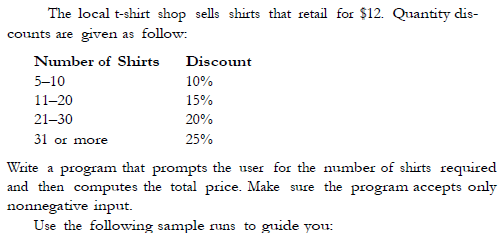 The local t-shirt shop sells shirts that retail for $12. Quantity dis-
counts are given as follow:
Number of Shirts Discount
5–10 10%
11–20 15%
21–30 20%
31 or more 25%
Write a program that prompts the user for the number of shirts required
and then computes the total price. Make sure the program accepts only
nonnegative input.
Use the following sample runs to guide you: